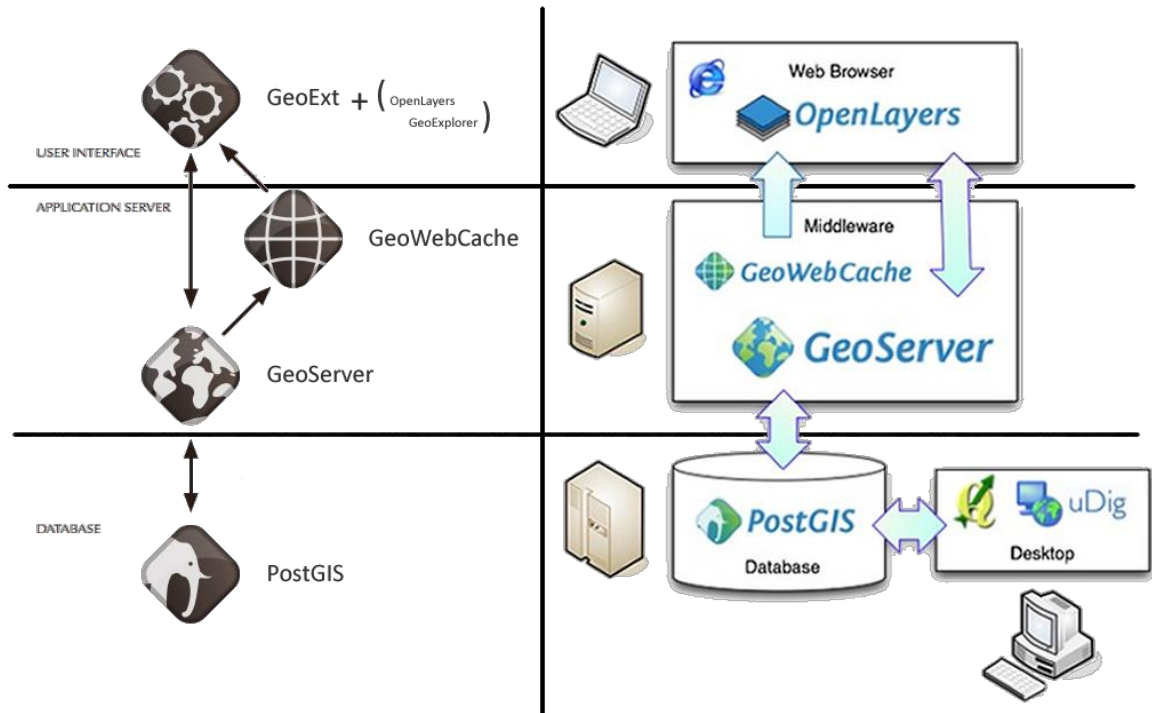 GeoExt + ( OpenLayers
GeoExplorer )
USER INTERFACE
APPLICATION SERVER
GeoWebCache
GeoServer
DATABASE
PostGIS
Web Browser
OpenLayers
Middleware
GeoWebCache
GeoServer
PostGIS
Database
uDig
Desktop